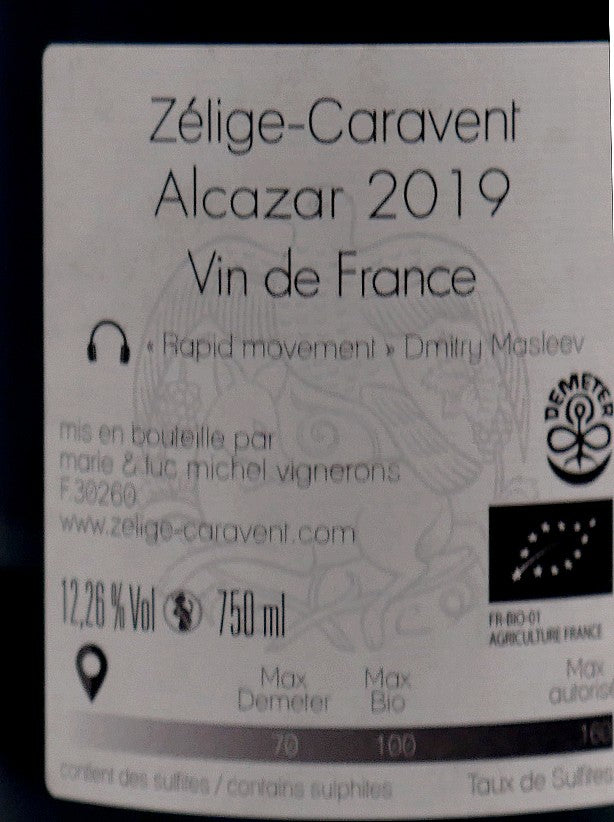 Zélige-Caravent
Alcazar 2019
Vin de France
« Rapid movement » Dmitry Masleev
DEMETER
mis en bouteille par
marie & luc michel vignerons
F.30260
www.zelige-caravent.com
FR-BIO-01
AGRICULTURE FRANCE
12,26 % Vol 750 ml
Max Demeter
Max Bio
Max autorisé
70 100 160
contient des sulfites / contains sulphites
Taux de Sulfites